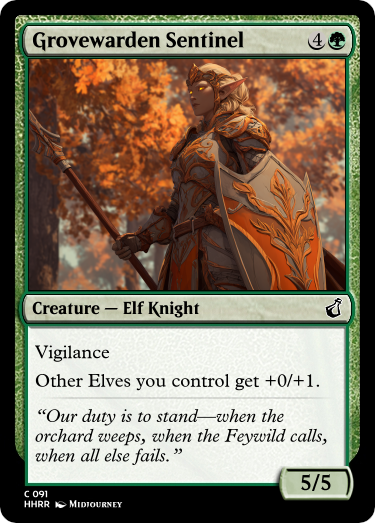 Grovewarden Sentinel 4
Creature — Elf Knight
Vigilance
Other Elves you control get +0/+1.
“Our duty is to stand—when the
orchard weeps, when the Feywild calls,
when all else fails.”
5/5
C 091
HHRR Midjourney